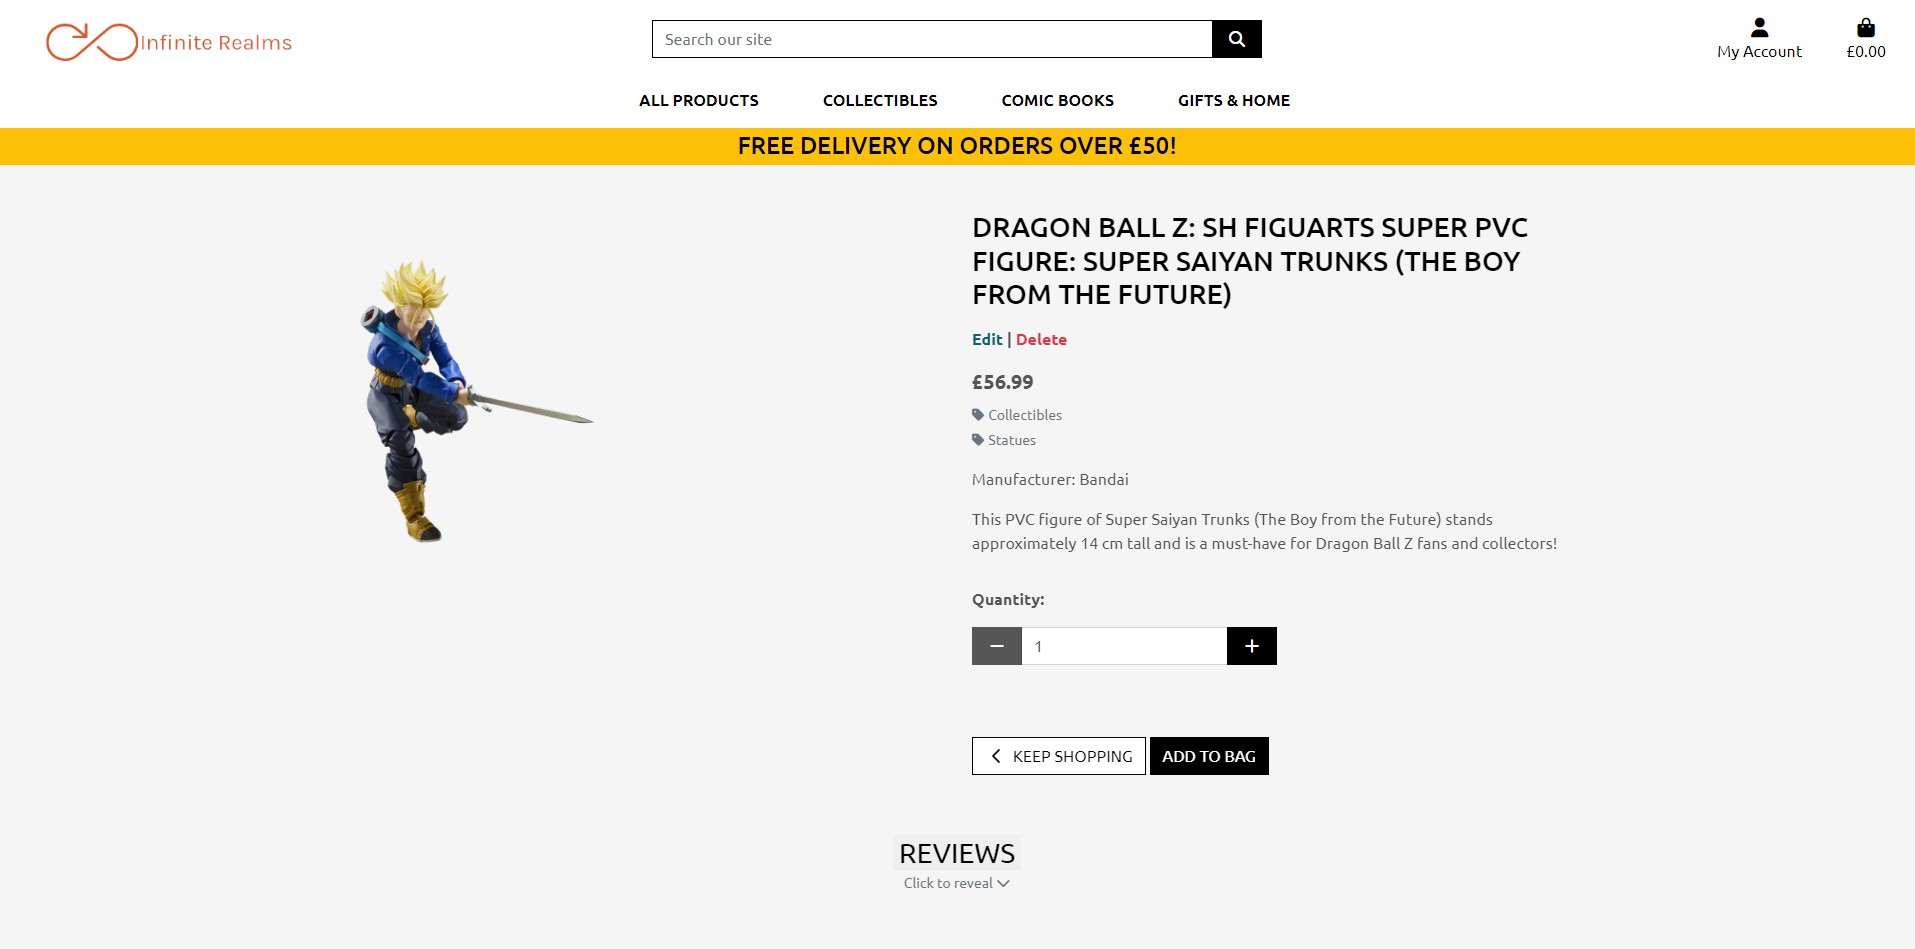 Infinite Realms
Search our site
My Account
£0.00
ALL PRODUCTS
COLLECTIBLES
COMIC BOOKS
GIFTS & HOME
FREE DELIVERY ON ORDERS OVER £50!
DRAGON BALL Z: SH FIGUARTS SUPER PVC
FIGURE: SUPER SAIYAN TRUNKS (THE BOY
FROM THE FUTURE)
Edit | Delete
£56.99
Collectibles
Statues
Manufacturer: Bandai
This PVC figure of Super Saiyan Trunks (The Boy from the Future) stands
approximately 14 cm tall and is a must-have for Dragon Ball Z fans and collectors!
Quantity:
1
KEEP SHOPPING
ADD TO BAG
REVIEWS
Click to reveal